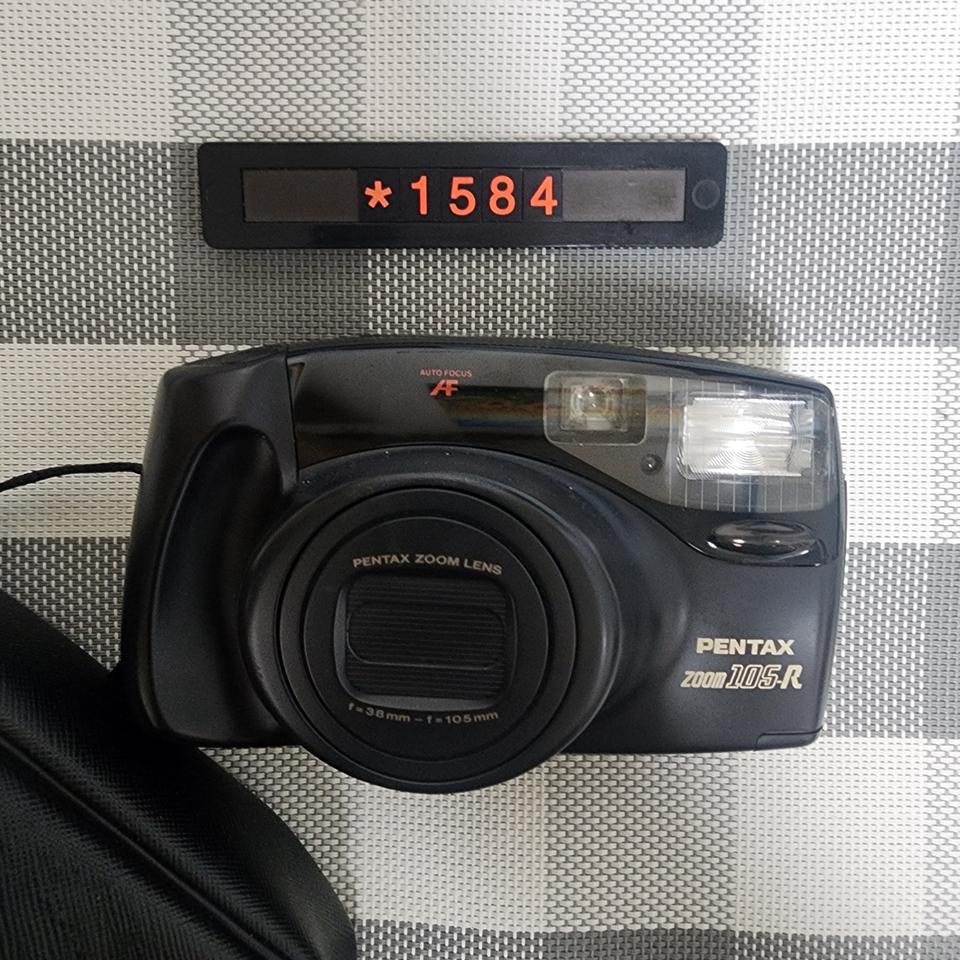 *1584
AUTO FOCUS
AF
PENTAX ZOOM LENS
f=38mm – f=105mm
PENTAX
ZOOM 105-R